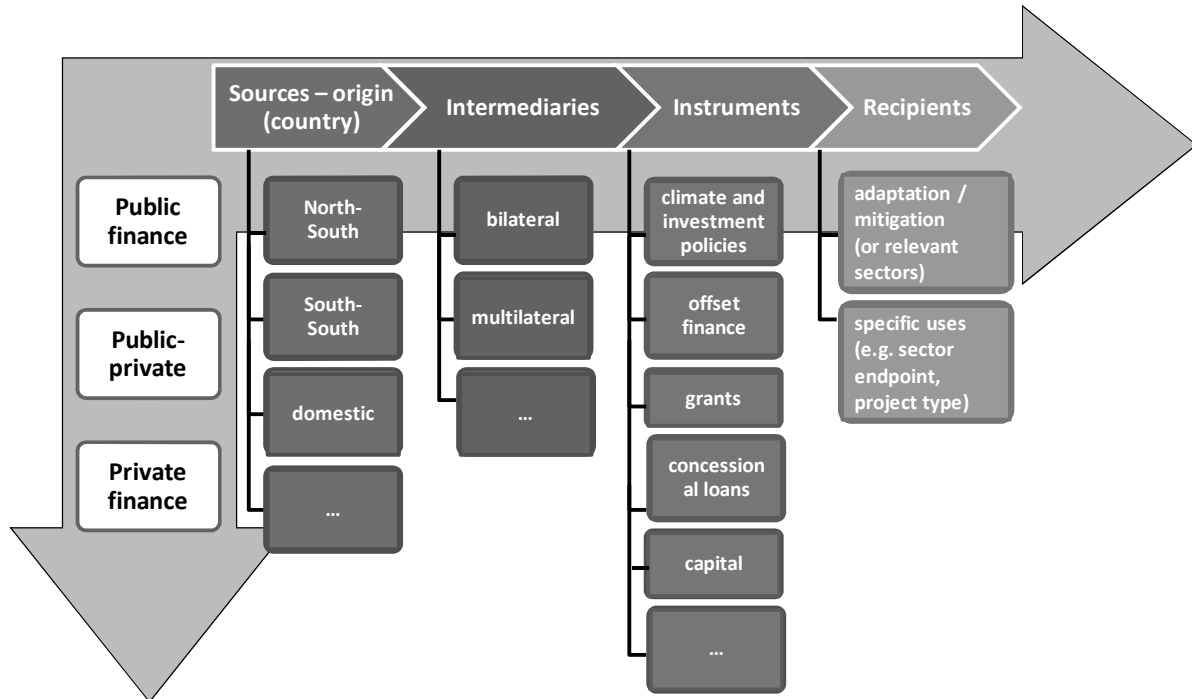 Sources – origin
(country)
Intermediaries
Instruments
Recipients
Public
finance
Public-
private
Private
finance
North-
South
South-
South
domestic
...
bilateral
multilateral
...
climate and
investment
policies
offset
finance
grants
concession
al loans
capital
...
adaptation /
mitigation
(or relevant
sectors)
specific uses
(e.g. sector
endpoint,
project type)